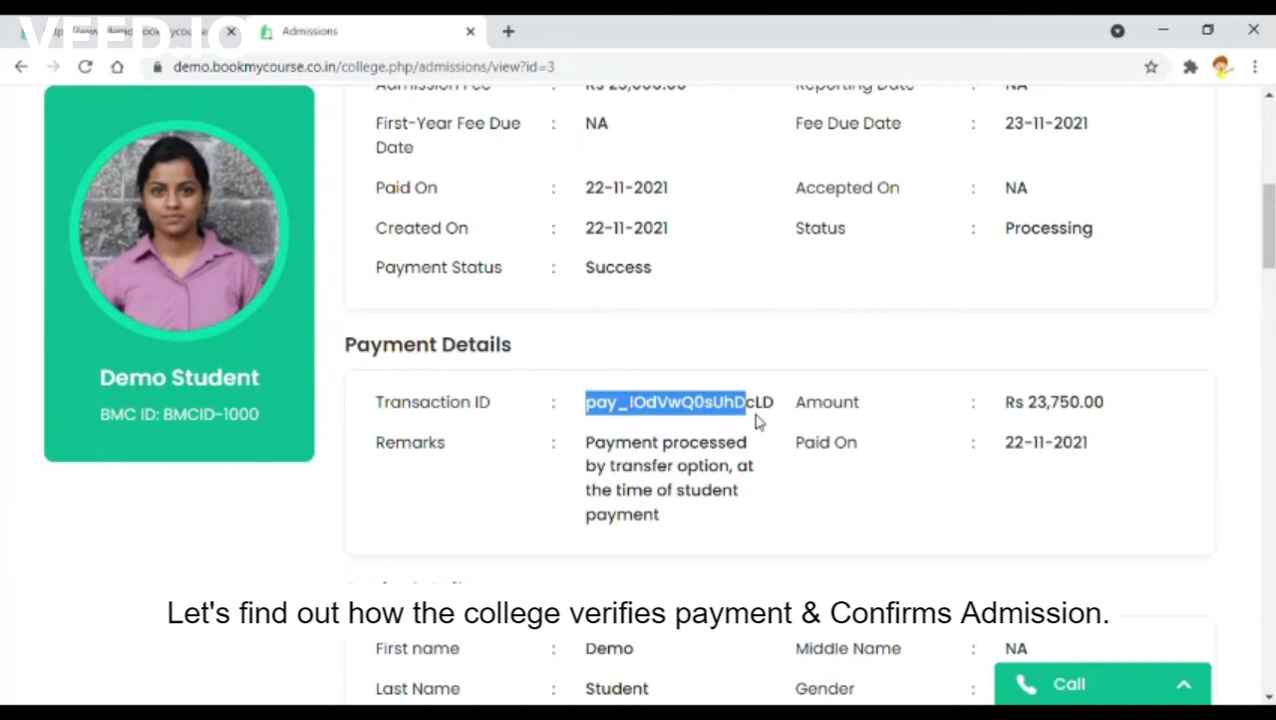 VEED.IO
Admissions
demo.bookmycourse.co.in/college.php/admissions/view?id=3
Admission Fee : Reporting Date : NA
First-Year Fee Due Date : NA Fee Due Date : 23-11-2021
Paid On : 22-11-2021 Accepted On : NA
Created On : 22-11-2021 Status : Processing
Payment Status : Success
Demo Student
BMC ID: BMCID-1000
Payment Details
Transaction ID : pay_IOdVwQ0sUhDcLD Amount : Rs 23,750.00
Remarks : Payment processed Paid On : 22-11-2021
by transfer option, at
the time of student
payment
Let's find out how the college verifies payment & Confirms Admission.
First name : Demo Middle Name : NA
Last Name : Student Gender :
Call